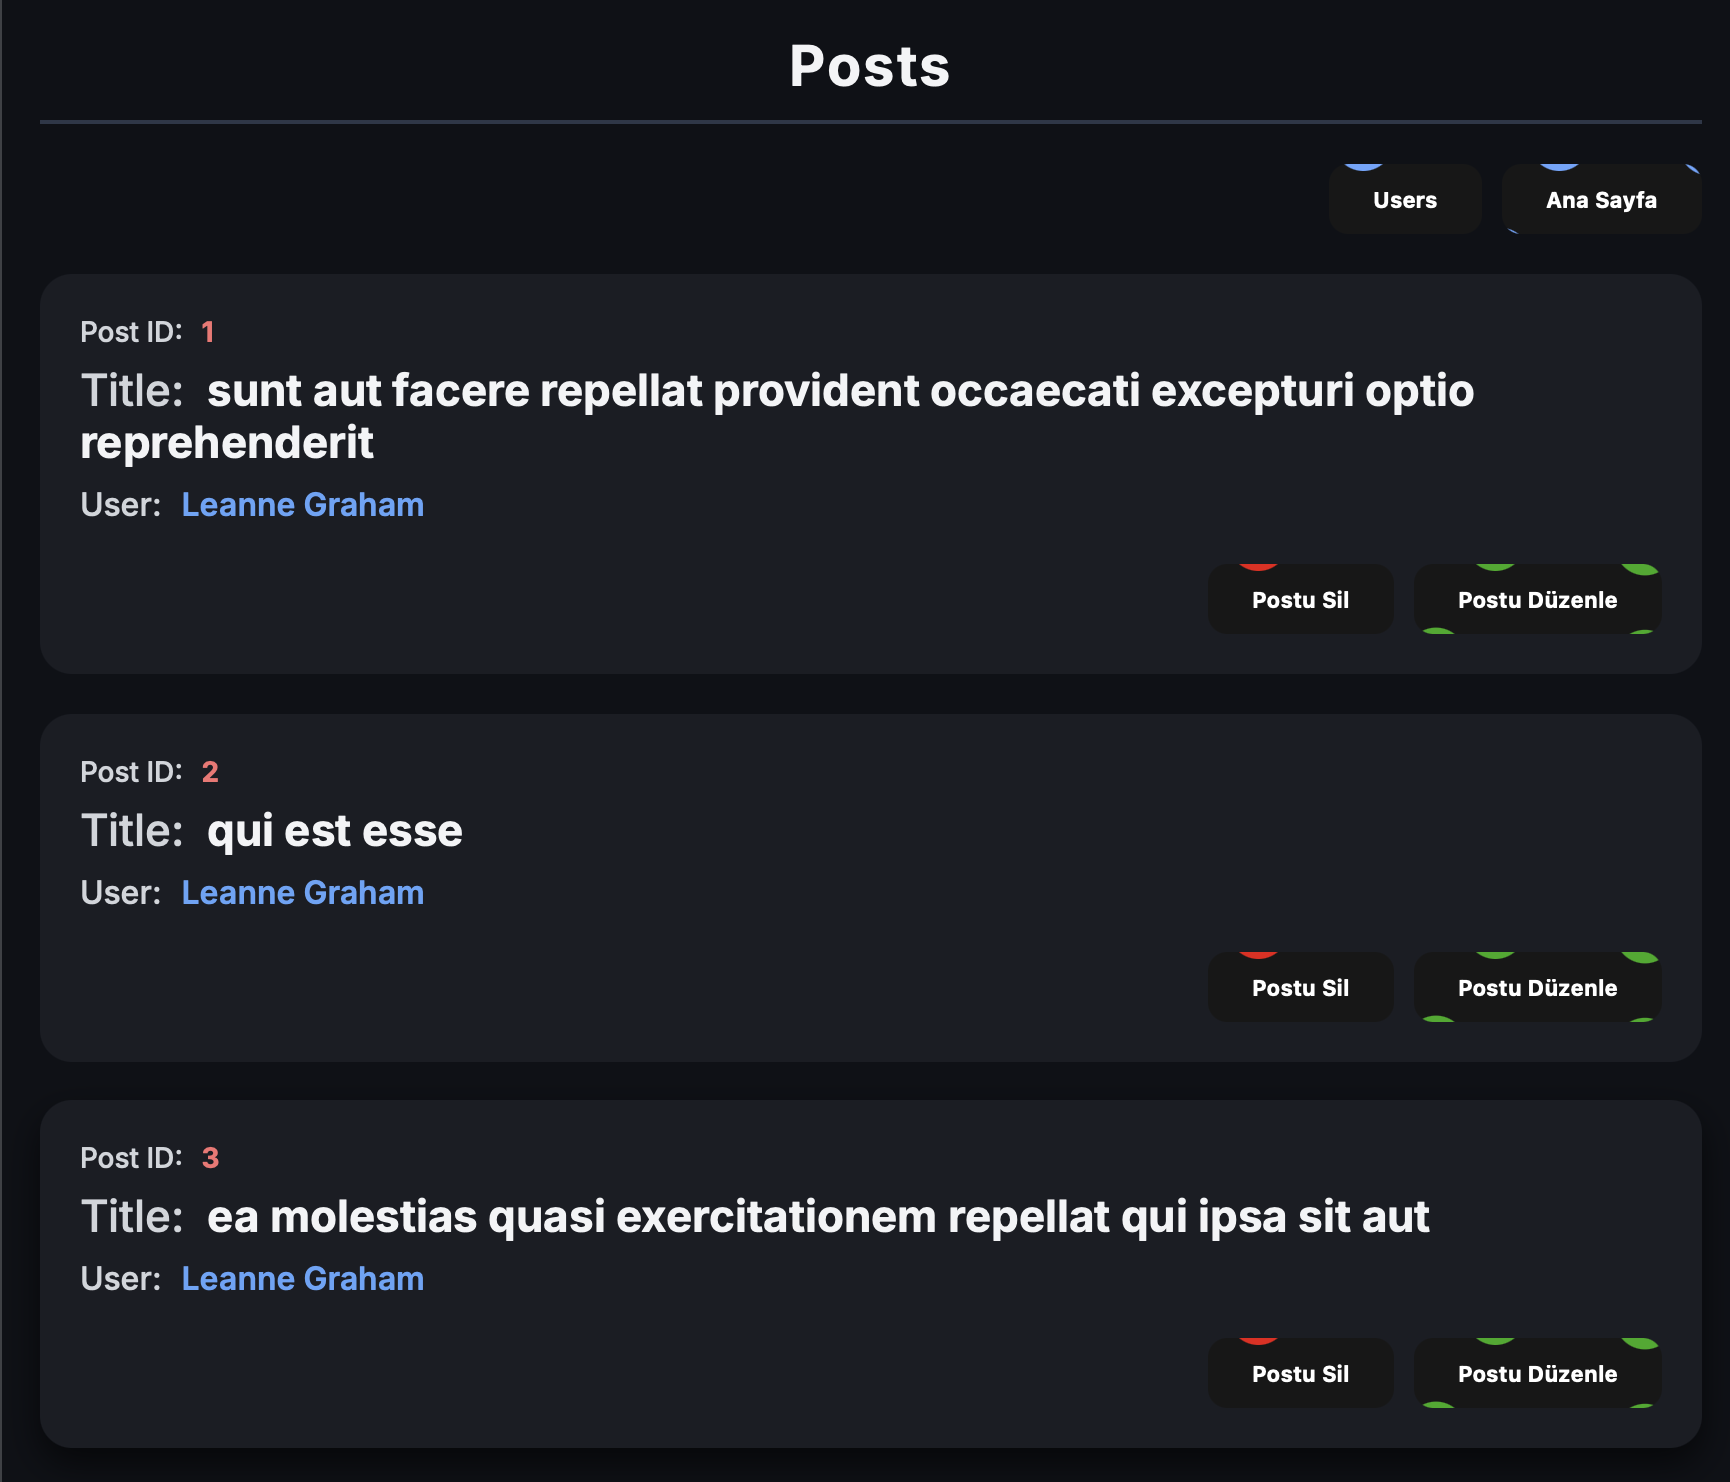 Posts
Users Ana Sayfa
Post ID: 1
Title: sunt aut facere repellat provident occaecati excepturi optio
reprehenderit
User: Leanne Graham
Postu Sil Postu Düzenle
Post ID: 2
Title: qui est esse
User: Leanne Graham
Postu Sil Postu Düzenle
Post ID: 3
Title: ea molestias quasi exercitationem repellat qui ipsa sit aut
User: Leanne Graham
Postu Sil Postu Düzenle